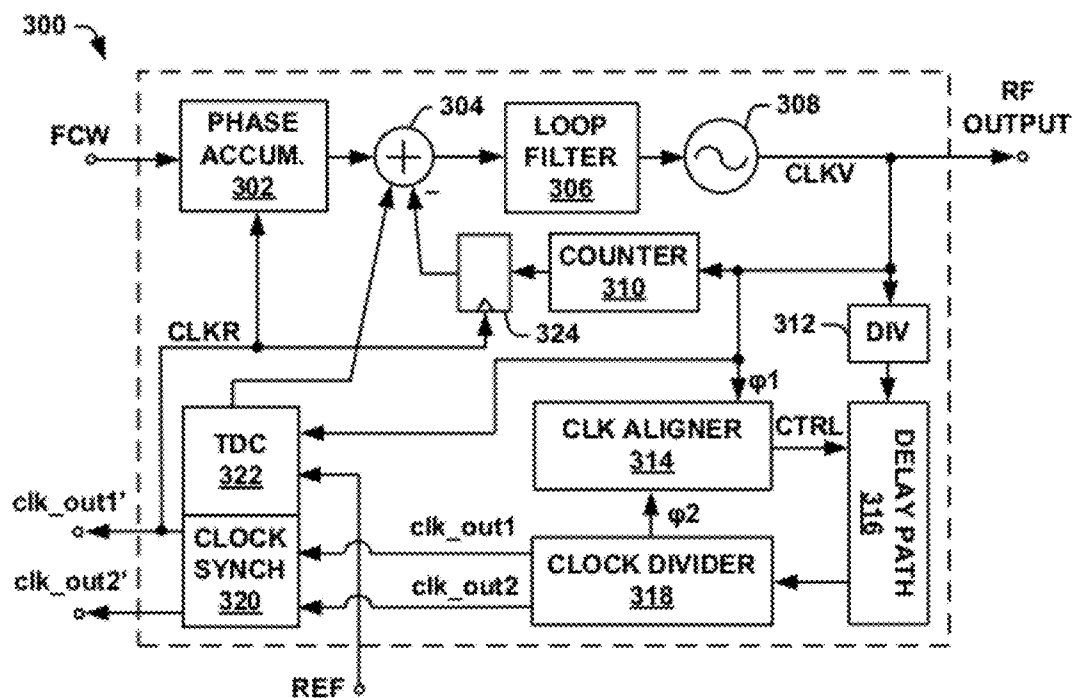 300
304
308
RF
OUTPUT
FCW
PHASE
ACCUM.
302
+
LOOP
FILTER
306
CLKV
-
COUNTER
310
CLKR
324
312
DIV
φ1
TDC
322
CLK ALIGNER
314
CTRL
DELAY PATH
316
clk_out1'
clk_out1
φ2
CLOCK
SYNCH
320
CLOCK DIVIDER
318
clk_out2'
clk_out2
REF